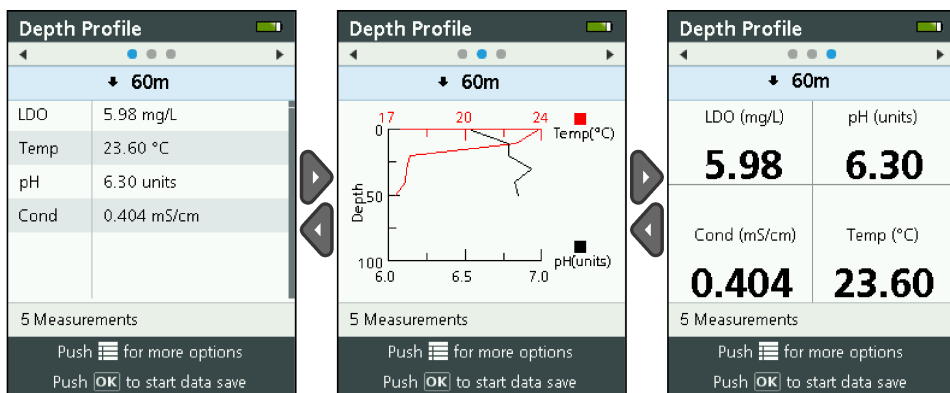 Depth Profile
60m
LDO 5.98 mg/L
Temp 23.60 °C
pH 6.30 units
Cond 0.404 mS/cm
5 Measurements
Push for more options
Push OK to start data save
Depth Profile
60m
17 20 24
Temp(°C)
0
50
100
Depth
6.0 6.5 7.0
pH(units)
5 Measurements
Push for more options
Push OK to start data save
Depth Profile
60m
LDO (mg/L) pH (units)
5.98 6.30
Cond (mS/cm) Temp (°C)
0.404 23.60
5 Measurements
Push for more options
Push OK to start data save